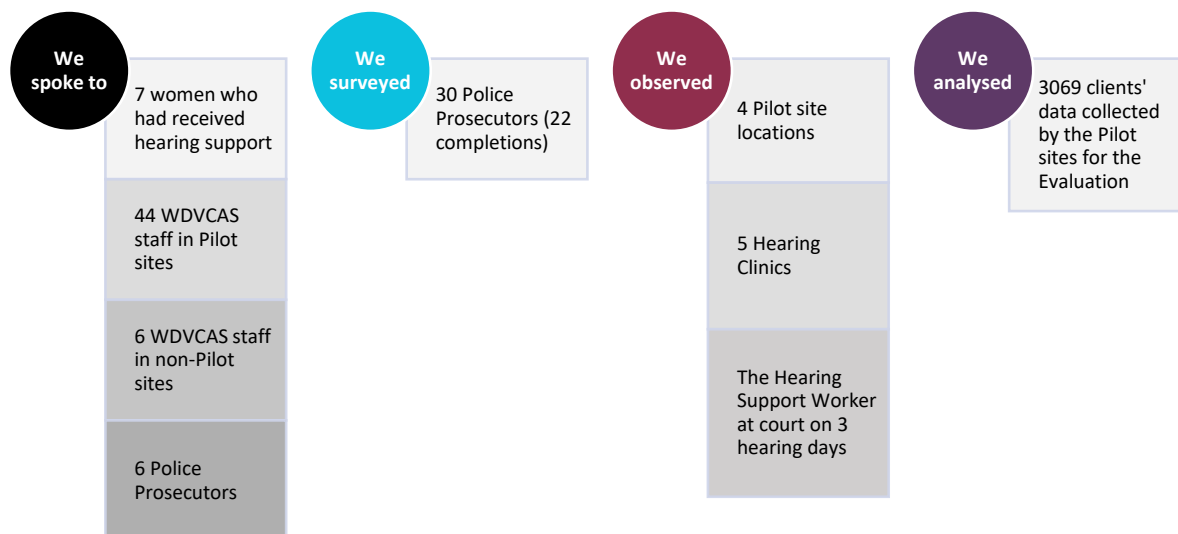 We
spoke to
7 women who
had received
hearing support
44 WDVCAS
staff in Pilot
sites
6 WDVCAS staff
in non-Pilot
sites
6 Police
Prosecutors
We
surveyed
30 Police
Prosecutors (22
completions)
We
observed
4 Pilot site
locations
5 Hearing
Clinics
The Hearing
Support Worker
at court on 3
hearing days
We
analysed
3069 clients'
data collected
by the Pilot
sites for the
Evaluation